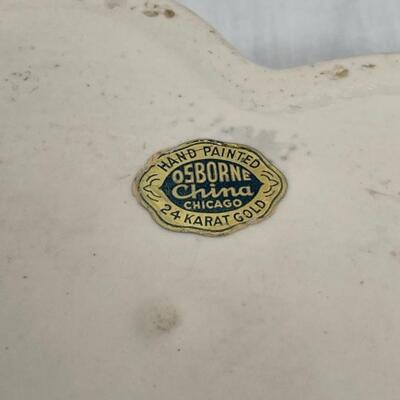 HAND PAINTED
OSBORNE
China
CHICAGO
24 KARAT GOLD